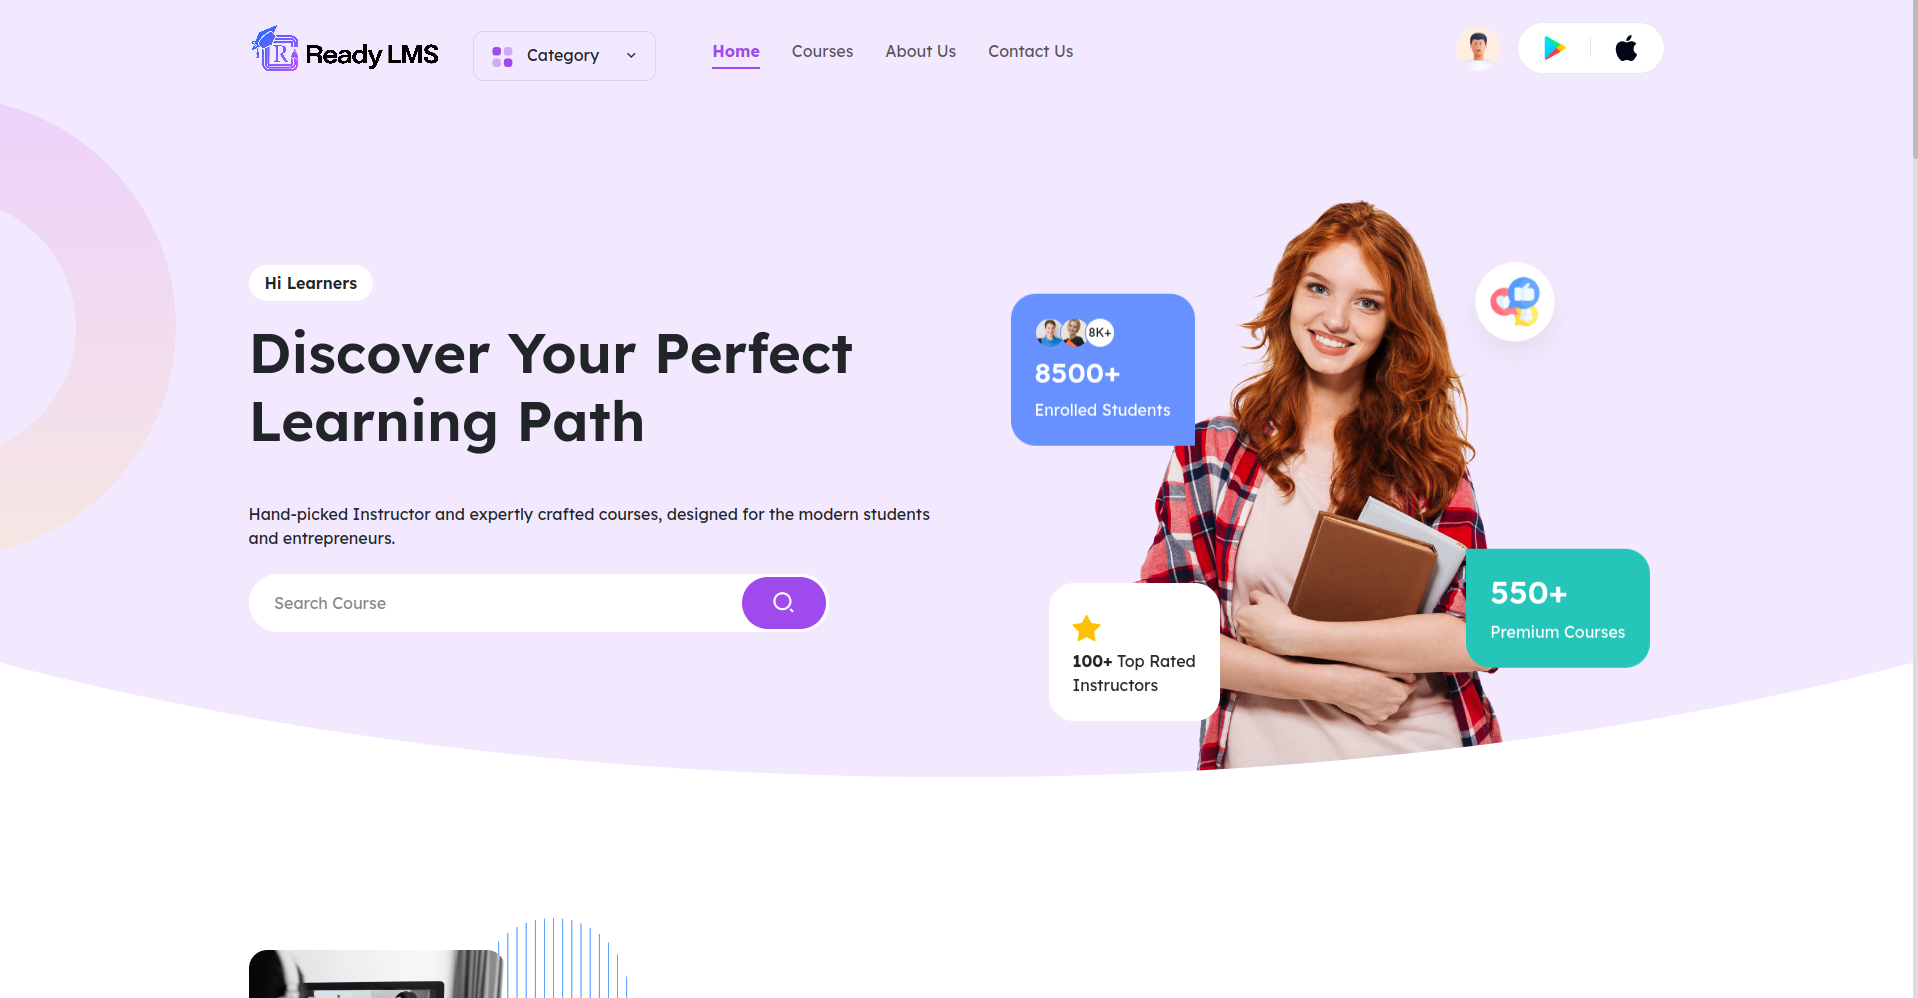 Ready LMS
Category
Home
Courses
About Us
Contact Us
Hi Learners
Discover Your Perfect
Learning Path
Hand-picked Instructor and expertly crafted courses, designed for the modern students
and entrepreneurs.
Search Course
8K+
8500+
Enrolled Students
100+ Top Rated
Instructors
550+
Premium Courses